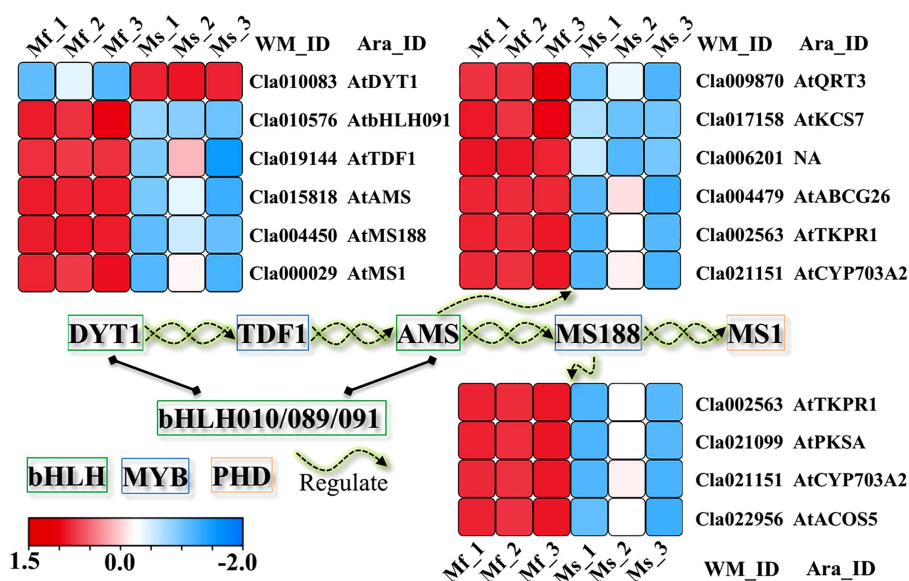 Mf_1 Mf_2 Mf_3 Ms_1 Ms_2 Ms_3 WM_ID Ara_ID
Cla010083 AtDYT1
Cla010576 AtbHLH091
Cla019144 AtTDF1
Cla015818 AtAMS
Cla004450 AtMS188
Cla000029 AtMS1
Mf_1 Mf_2 Mf_3 Ms_1 Ms_2 Ms_3 WM_ID Ara_ID
Cla009870 AtQRT3
Cla017158 AtKCS7
Cla006201 NA
Cla004479 AtABCG26
Cla002563 AtTKPR1
Cla021151 AtCYP703A2
DYT1 TDF1 AMS MS188 MS1
bHLH010/089/091
bHLH MYB PHD Regulate
1.5 0.0 -2.0
Cla002563 AtTKPR1
Cla021099 AtPKSA
Cla021151 AtCYP703A2
Cla022956 AtACOS5
Mf_1 Mf_2 Mf_3 Ms_1 Ms_2 Ms_3 WM_ID Ara_ID